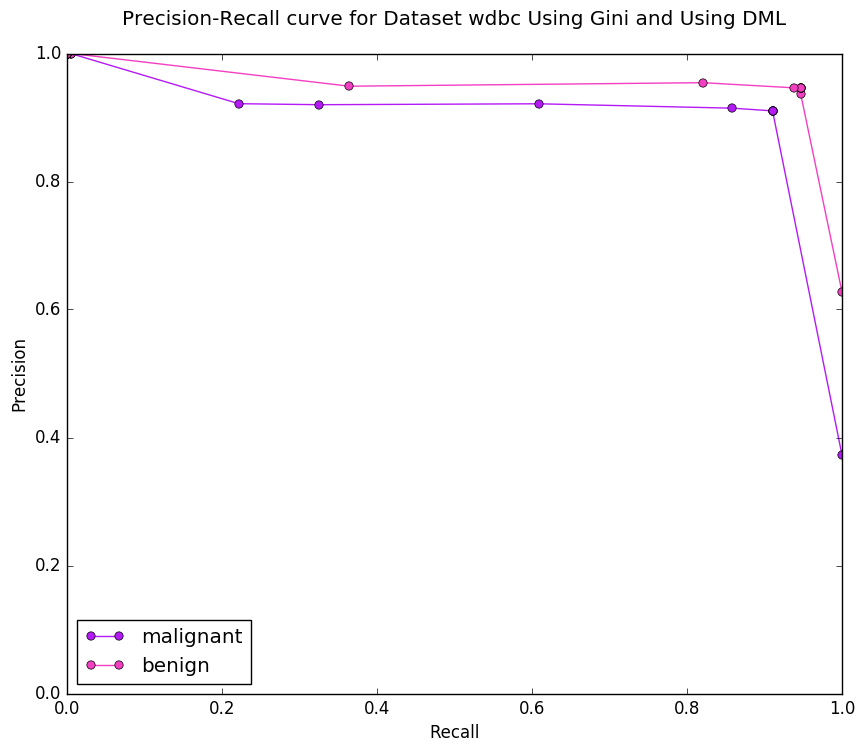 Precision-Recall curve for Dataset wdbc Using Gini and Using DML
1.0
0.8
0.6
0.4
0.2
0.0
Precision
malignant
benign
0.0 0.2 0.4 0.6 0.8 1.0
Recall